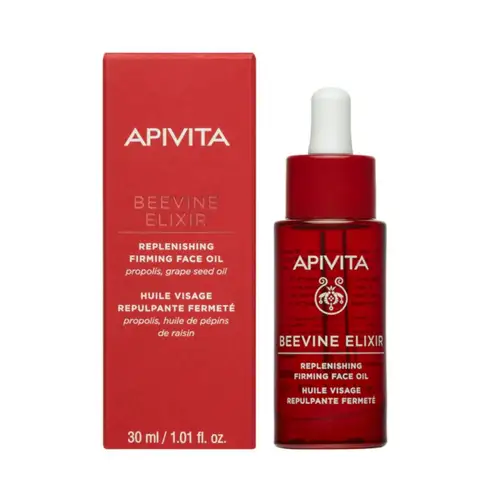 APIVITA
BEEVINE
ELIXIR
REPLENISHING
FIRMING FACE OIL
propolis, grape seed oil
HUILE VISAGE
REPULPANTE FERMETÉ
propolis, huile de pépins
de raisin
30 ml / 1.01 fl. oz.
APIVITA
BEEVINE ELIXIR
REPLENISHING
FIRMING FACE OIL
HUILE VISAGE
REPULPANTE FERMETÉ